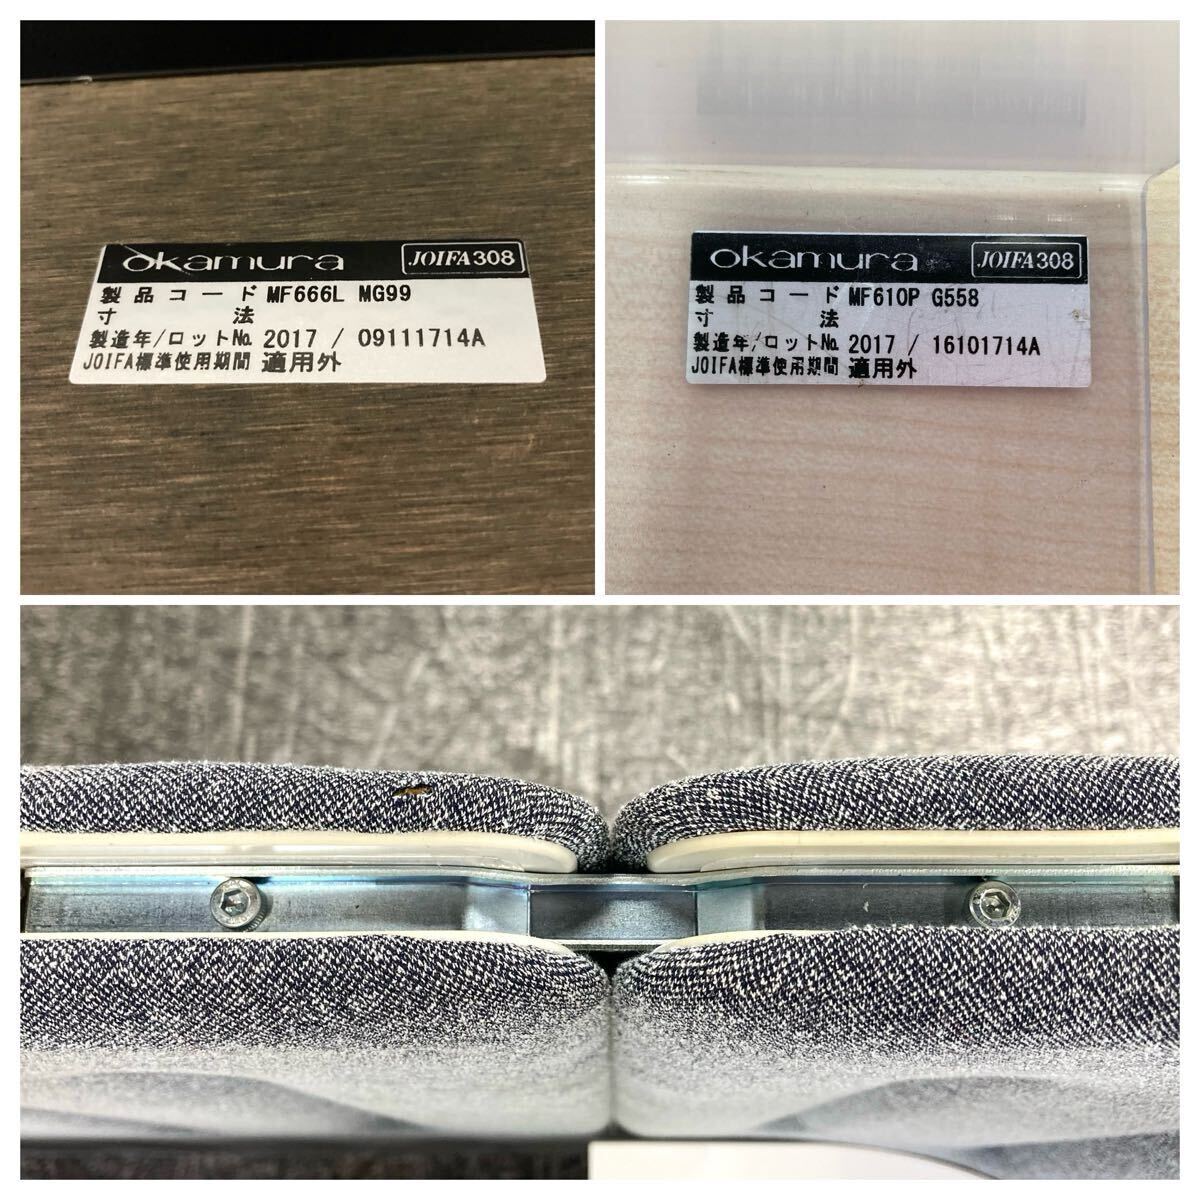 okamura JOIFA308
製品コード MF666L MG99
寸法
製造年/ロット№ 2017 / 09111714A
JOIFA標準使用期間 適用外
okamura JOIFA308
製品コード MF610P G558
寸法
製造年/ロット№ 2017 / 16101714A
JOIFA標準使用期間 適用外